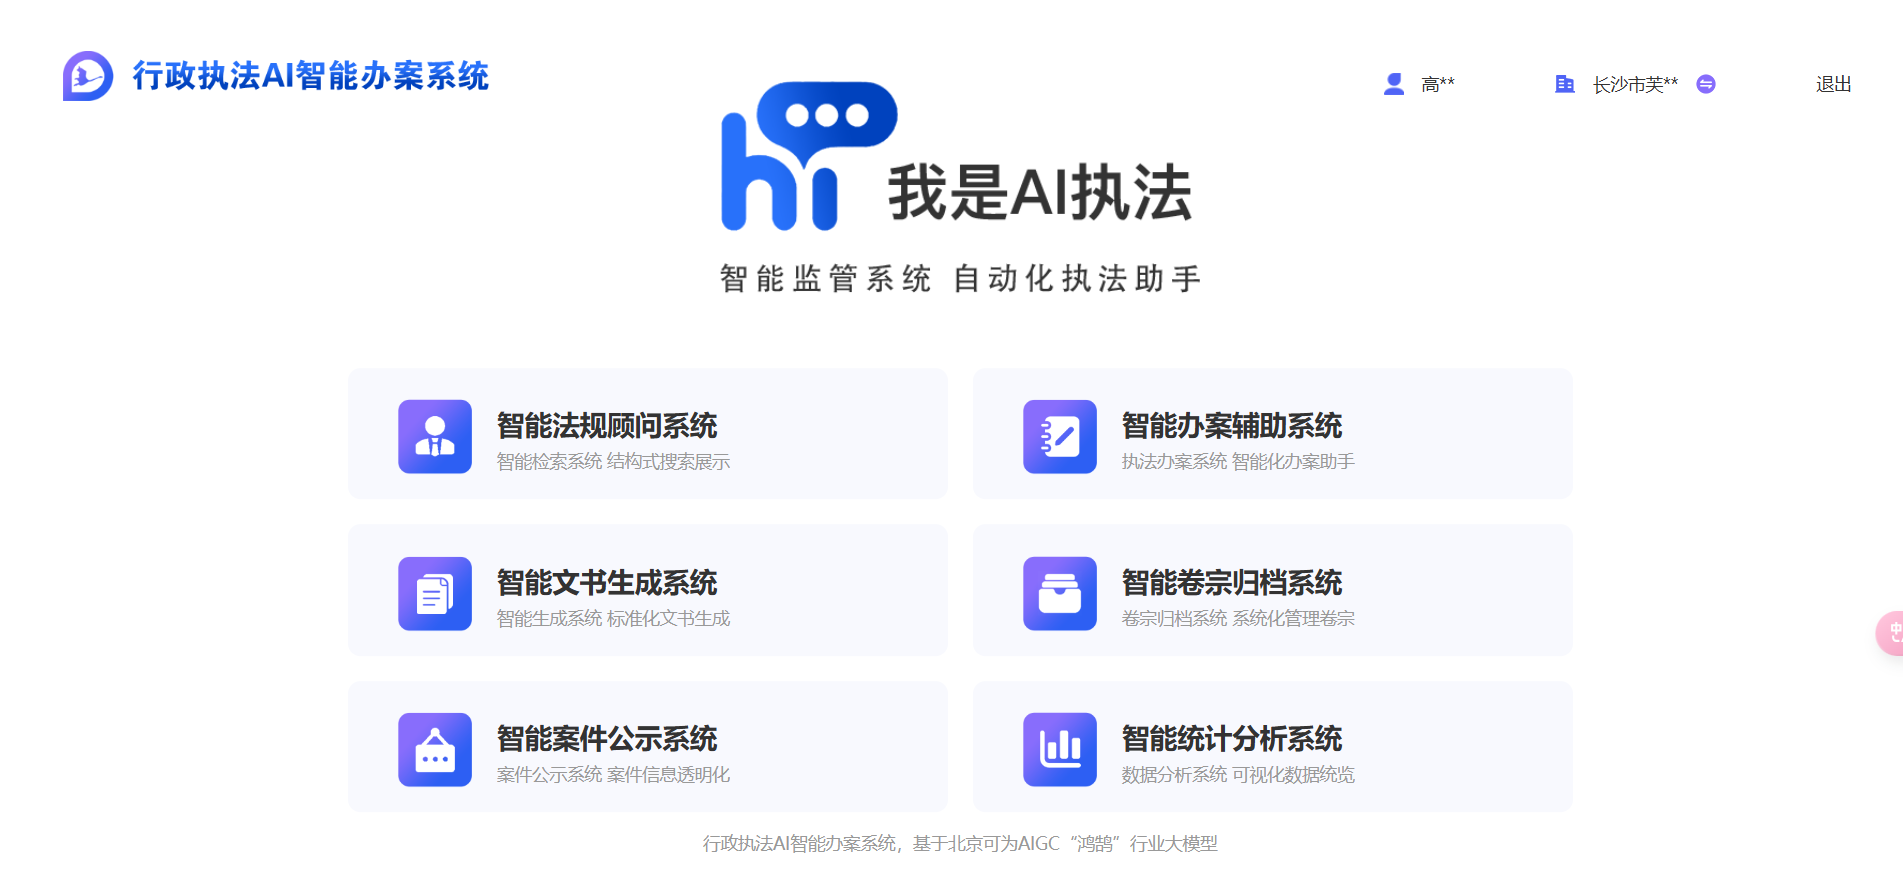 行政执法AI智能办案系统
高**
长沙市芙**
退出
hi
我是AI执法
智能监管系统 自动化执法助手
智能法规顾问系统
智能检索系统 结构式搜索展示
智能办案辅助系统
执法办案系统 智能化办案助手
智能文书生成系统
智能生成系统 标准化文书生成
智能卷宗归档系统
卷宗归档系统 系统化管理卷宗
智能案件公示系统
案件公示系统 案件信息透明化
智能统计分析系统
数据分析系统 可视化数据统览
中
行政执法AI智能办案系统，基于北京可为AIGC“鸿鹄”行业大模型